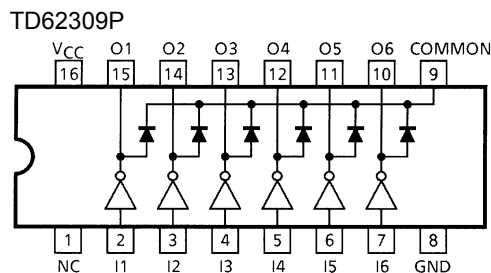 TD62309P
VCC O1 O2 O3 O4 O5 O6 COMMON
16 15 14 13 12 11 10 9
1 2 3 4 5 6 7 8
NC I1 I2 I3 I4 I5 I6 GND